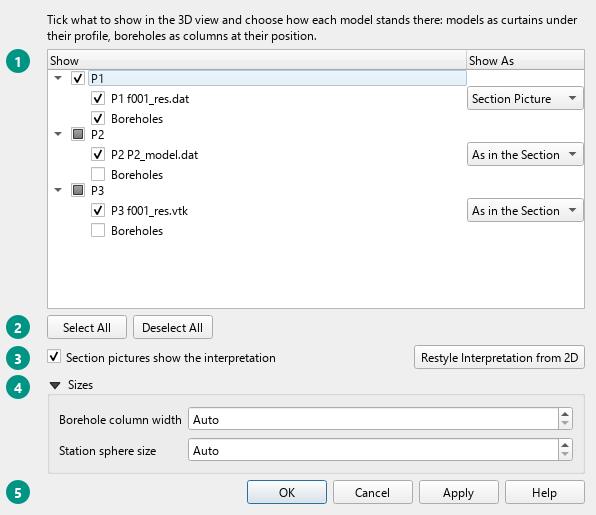 Tick what to show in the 3D view and choose how each model stands there: models as curtains under
their profile, boreholes as columns at their position.
1 Show Show As
P1
P1 f001_res.dat Section Picture
Boreholes
P2
P2 P2_model.dat As in the Section
Boreholes
P3
P3 f001_res.vtk As in the Section
Boreholes
2 Select All Deselect All
3 Section pictures show the interpretation Restyle Interpretation from 2D
4 Sizes
Borehole column width Auto
Station sphere size Auto
5 OK Cancel Apply Help